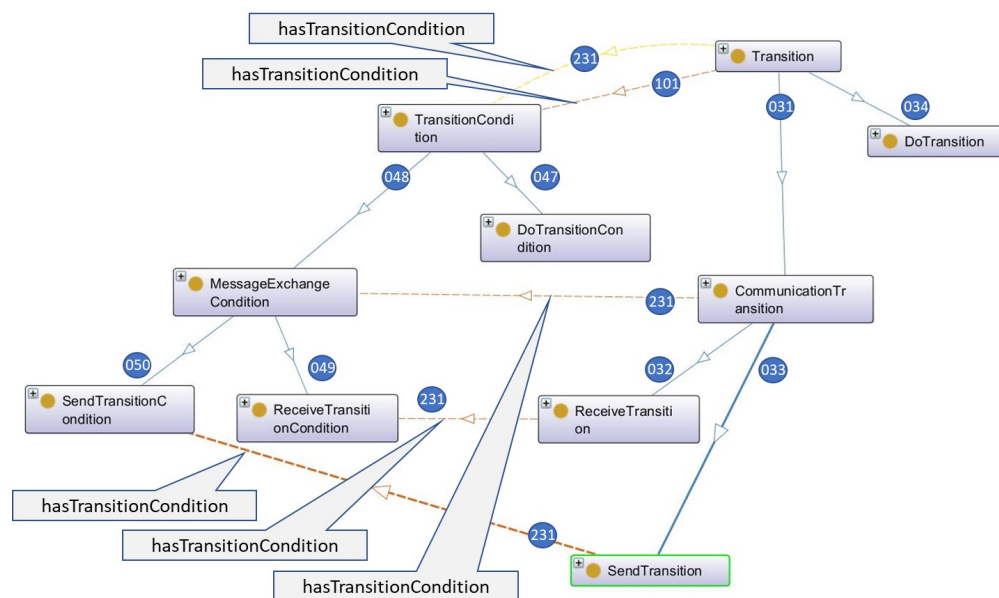 hasTransitionCondition
231
Transition
hasTransitionCondition
101
031
034
TransitionCondi
tion
DoTransition
048
047
DoTransitionCon
dition
MessageExchange
Condition
231
CommunicationTr
ansition
050
049
032
033
SendTransitionC
ondition
ReceiveTransiti
onCondition
231
ReceiveTransiti
on
hasTransitionCondition
231
hasTransitionCondition
SendTransition
hasTransitionCondition